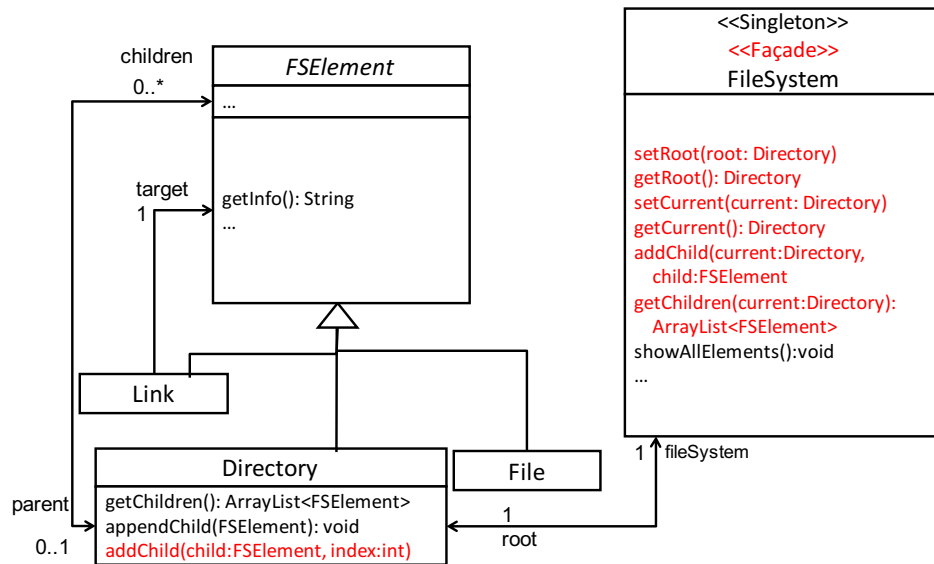 children
0..*
FSElement
...
target
1
getInfo(): String
...
Link
File
Directory
getChildren(): ArrayList<FSElement>
appendChild(FSElement): void
addChild(child:FSElement, index:int)
parent
0..1
<<Singleton>>
<<Façade>>
FileSystem
setRoot(root: Directory)
getRoot(): Directory
setCurrent(current: Directory)
getCurrent(): Directory
addChild(current:Directory,
child:FSElement
getChildren(current:Directory):
ArrayList<FSElement>
showAllElements():void
...
1
fileSystem
1
root